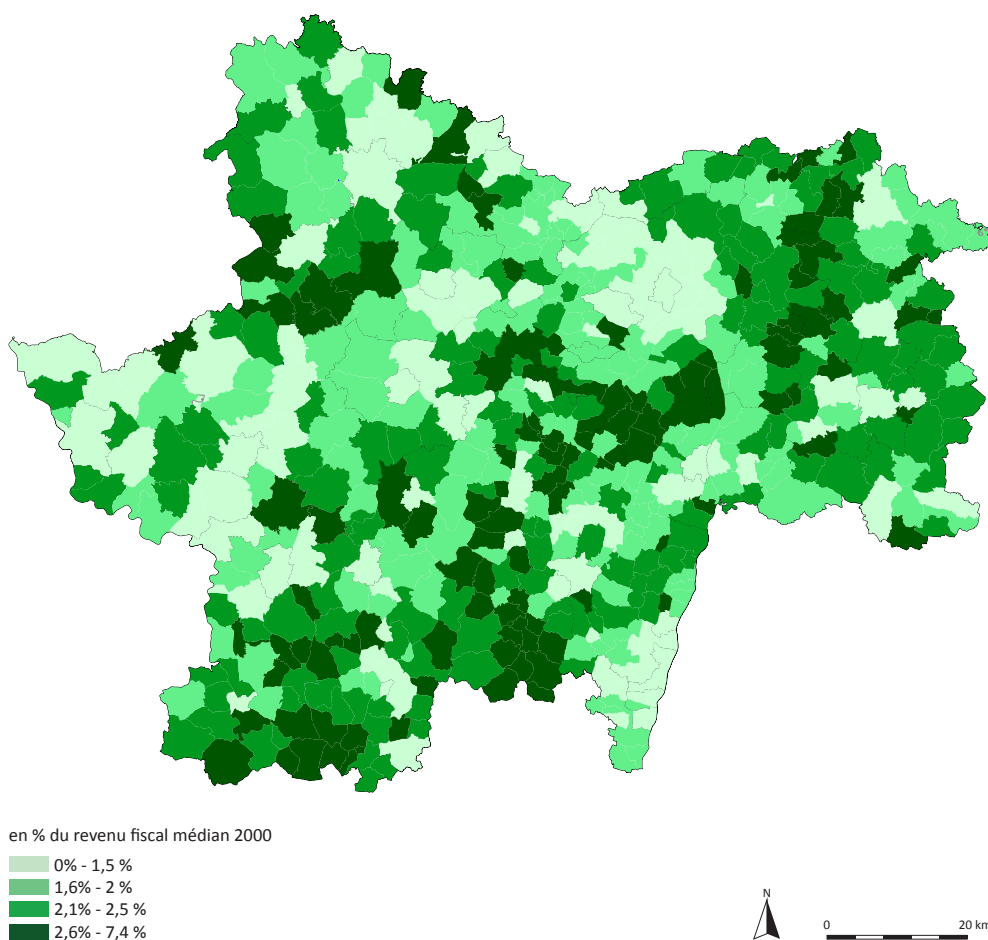 en % du revenu fiscal médian 2000
0% - 1,5 %
1,6% - 2 %
2,1% - 2,5 %
2,6% - 7,4 %
N
0 20 km